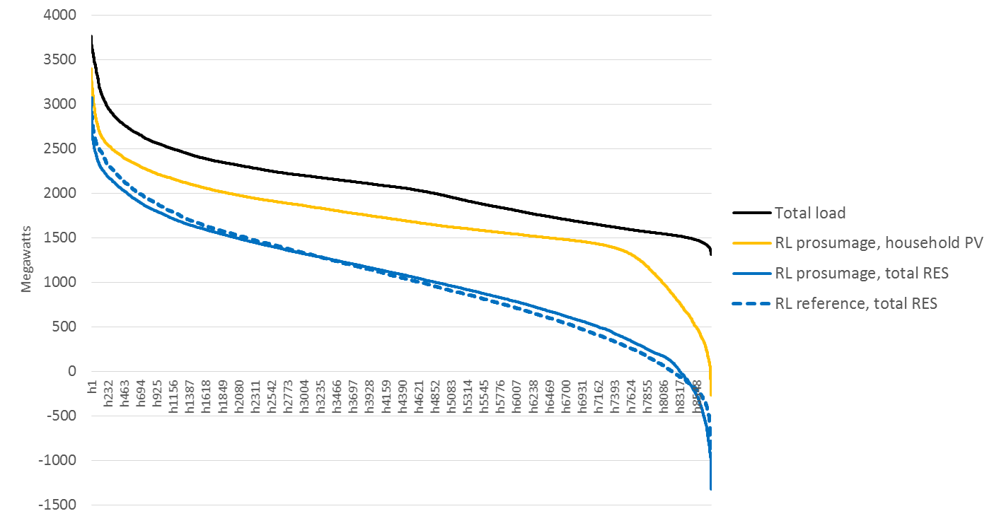 4000
3500
3000
2500
2000
1500
1000
500
0
-500
-1000
-1500
Megawatts
h1
h232
h463
h694
h925
h1156
h1387
h1618
h1849
h2080
h2311
h2542
h2773
h3004
h3235
h3466
h3697
h3928
h4159
h4390
h4621
h4852
h5083
h5314
h5545
h5776
h6007
h6238
h6469
h6700
h6931
h7162
h7393
h7624
h7855
h8086
h8317
h8548
Total load
RL prosumage, household PV
RL prosumage, total RES
RL reference, total RES